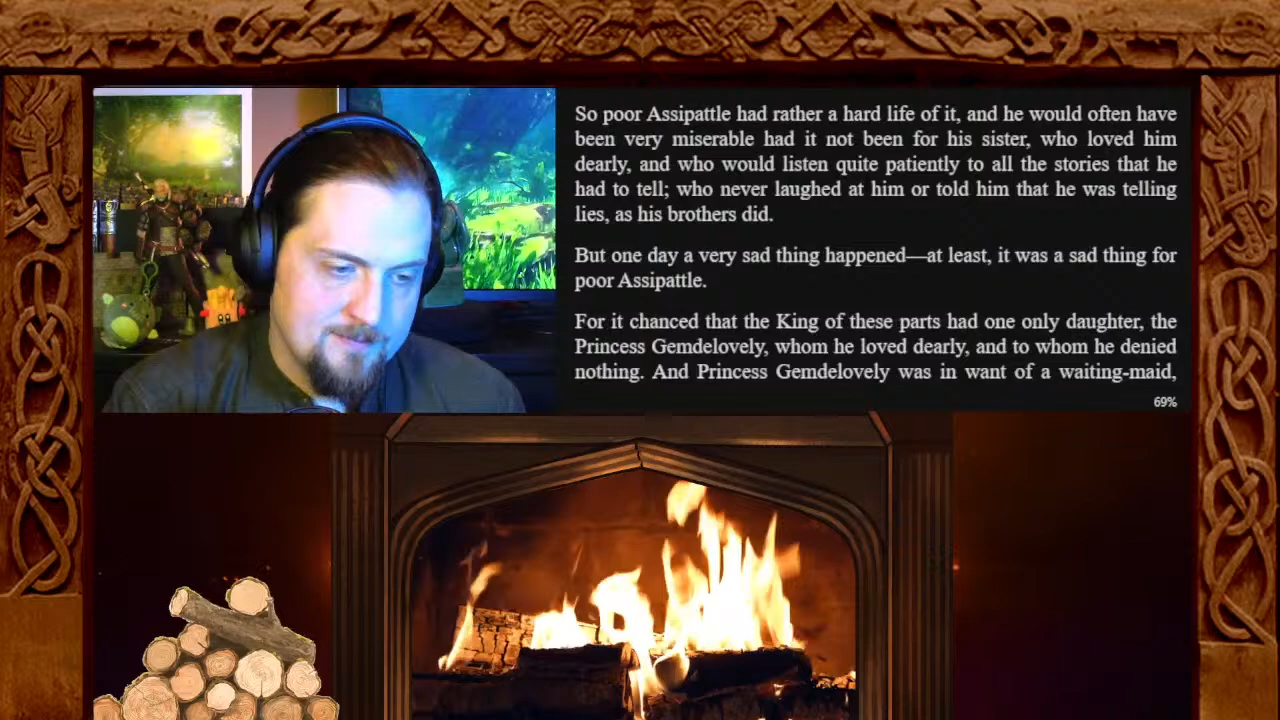 So poor Assipattle had rather a hard life of it, and he would often have
been very miserable had it not been for his sister, who loved him
dearly, and who would listen quite patiently to all the stories that he
had to tell; who never laughed at him or told him that he was telling
lies, as his brothers did.
But one day a very sad thing happened—at least, it was a sad thing for
poor Assipattle.
For it chanced that the King of these parts had one only daughter, the
Princess Gemdelovely, whom he loved dearly, and to whom he denied
nothing. And Princess Gemdelovely was in want of a waiting-maid,
69%